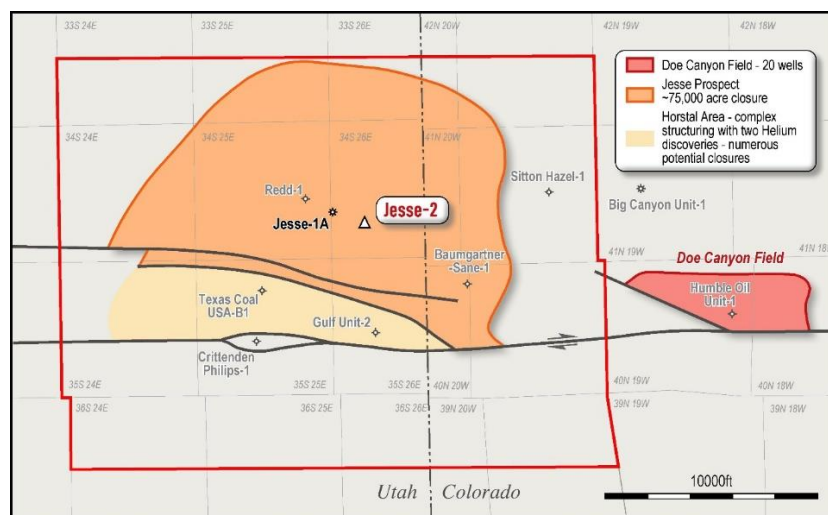 33S 24E
33S 25E
33S 26E
42N 20W
42N 19W
42N 18W
Doe Canyon Field - 20 wells
Jesse Prospect
~75,000 acre closure
Horstal Area - complex
structuring with two Helium
discoveries - numerous
potential closures
34S 24E
34S 25E
34S 26E
41N 20W
Sitton Hazel-1
Redd-1
Jesse-1A
Jesse-2
Big Canyon Unit-1
Baumgartner
-Sane-1
41N 19W
41N 18W
Doe Canyon Field
Texas Coal
USA-B1
Humble Oil
Unit-1
Gulf Unit-2
Crittenden
Philips-1
35S 24E
35S 25E
35S 26E
40N 20W
40N 19W
40N 18W
36S 24E
36S 25E
36S 26E
39N 20W
39N 19W
39N 18W
10000ft
Utah
Colorado